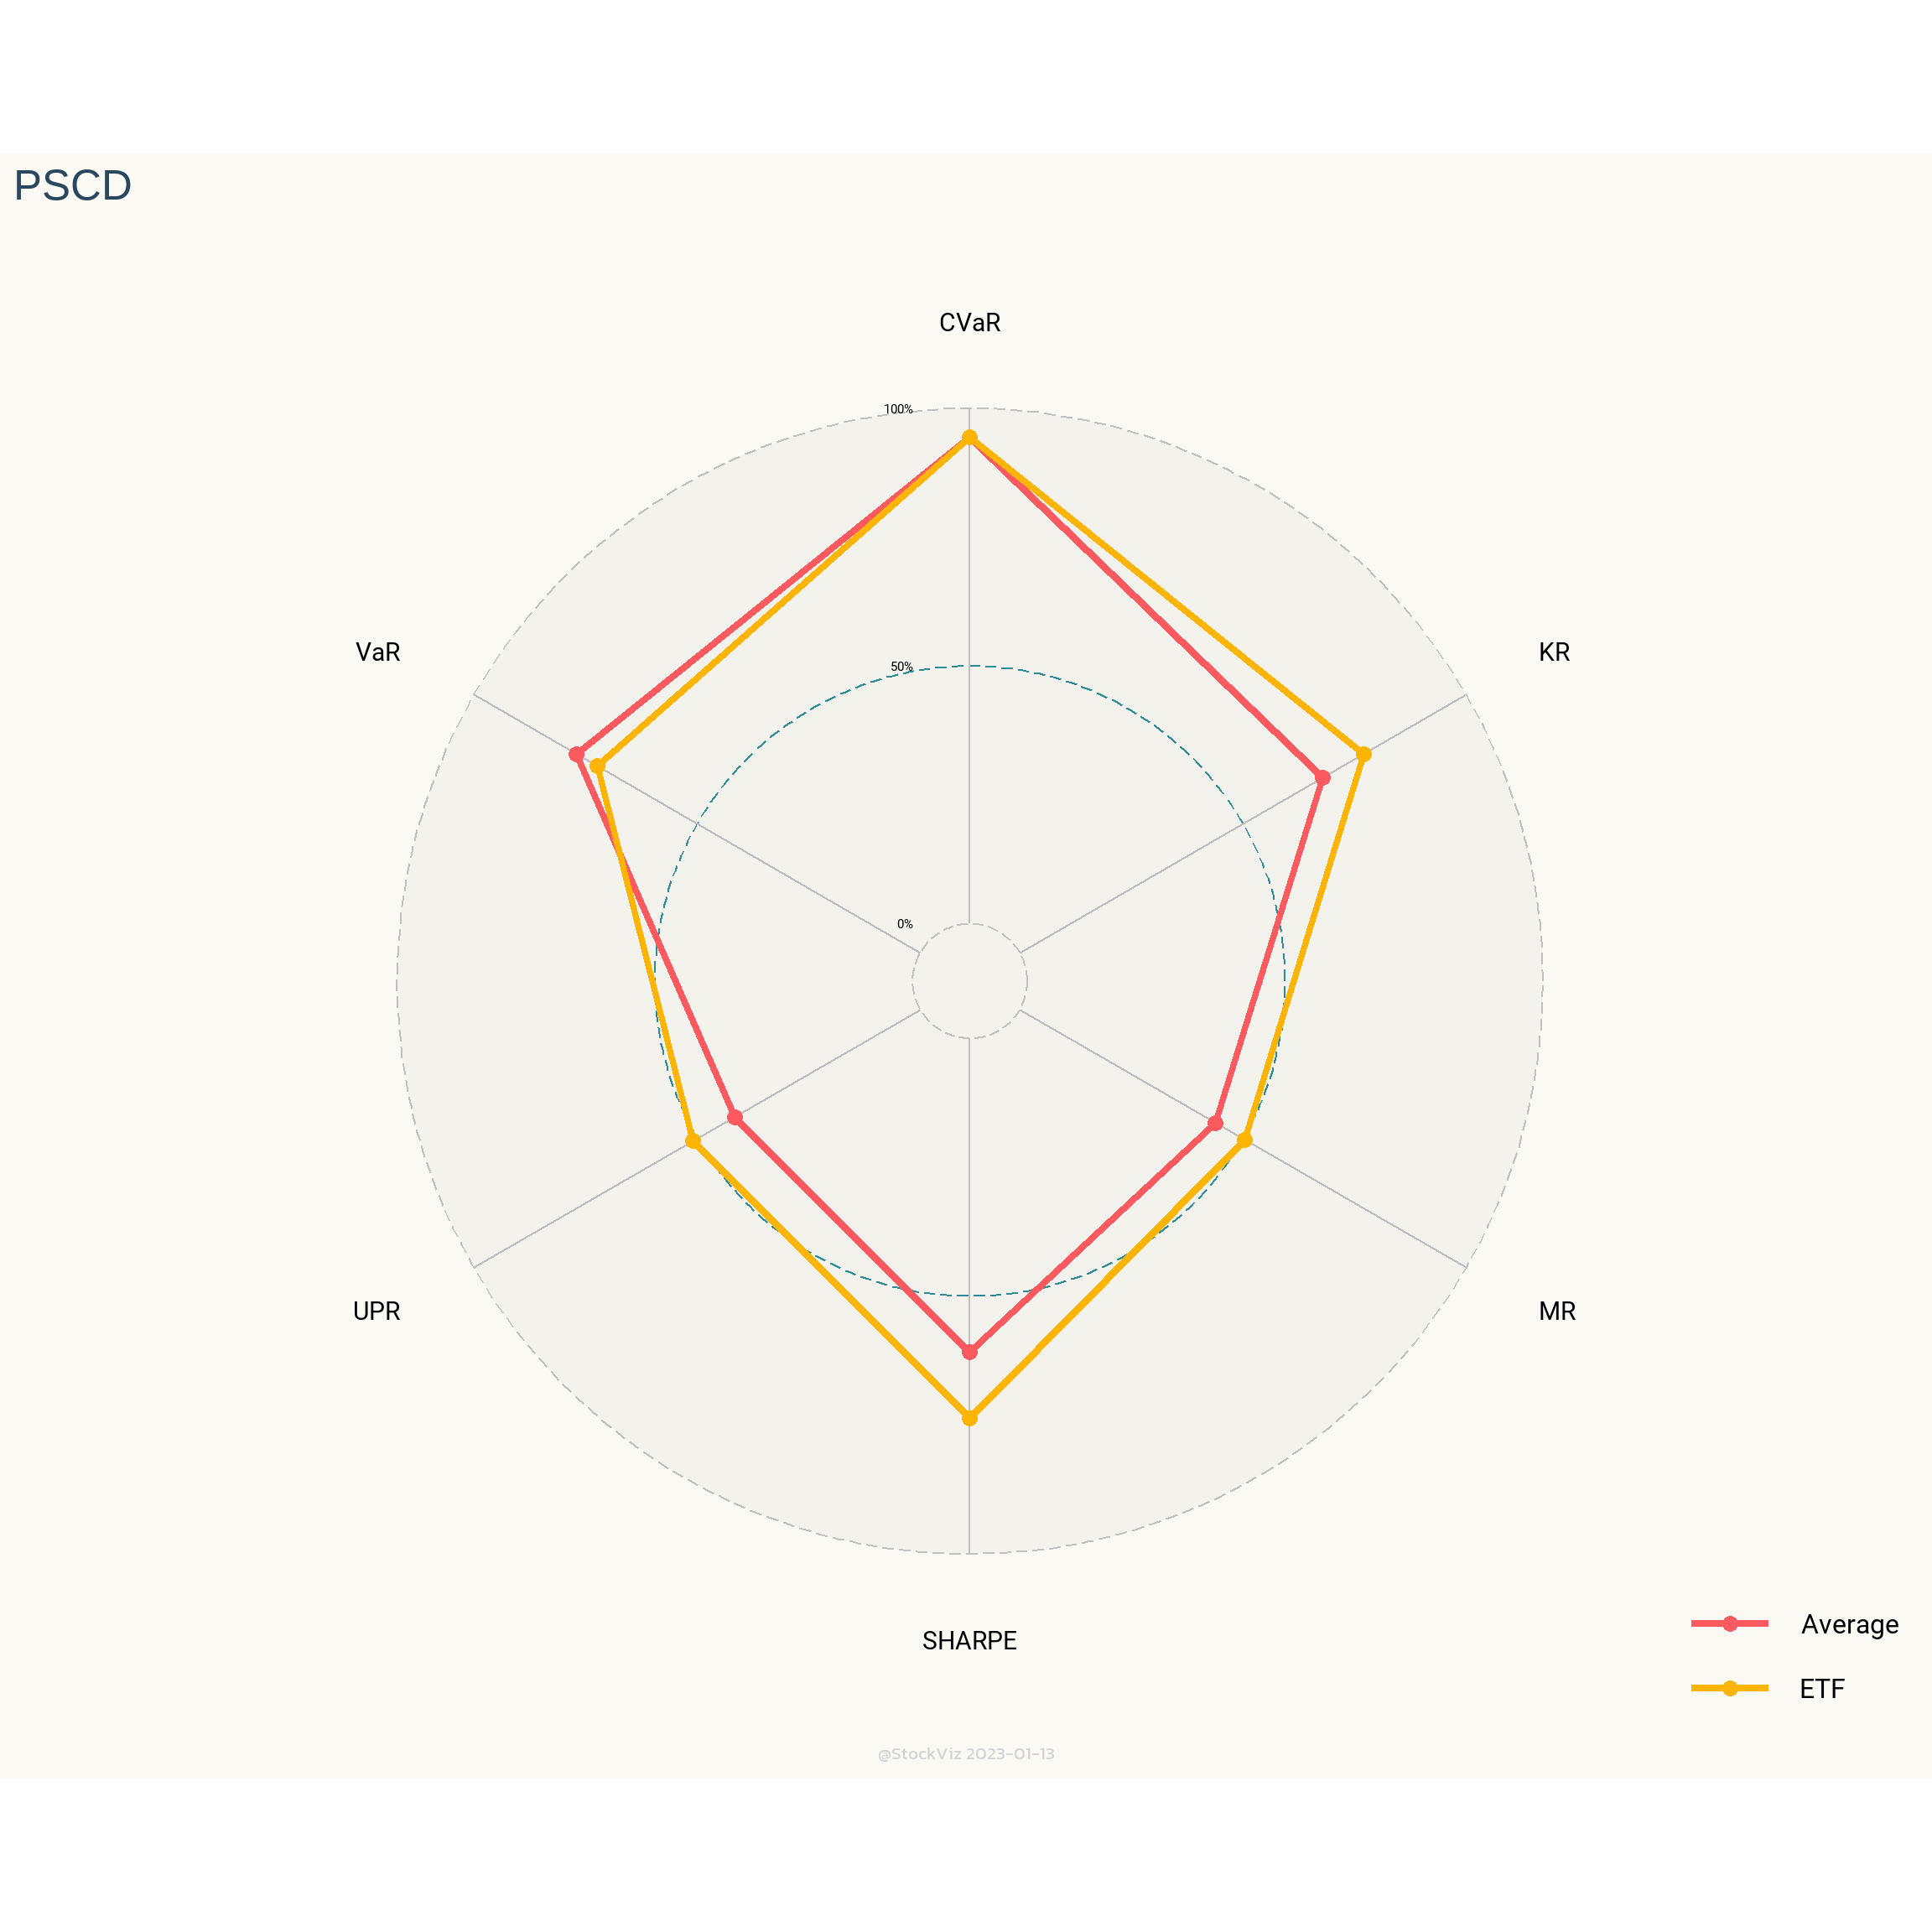 PSCD
CVaR
100%
VaR
KR
50%
0%
UPR
MR
SHARPE
Average
ETF
@StockViz 2023-01-13